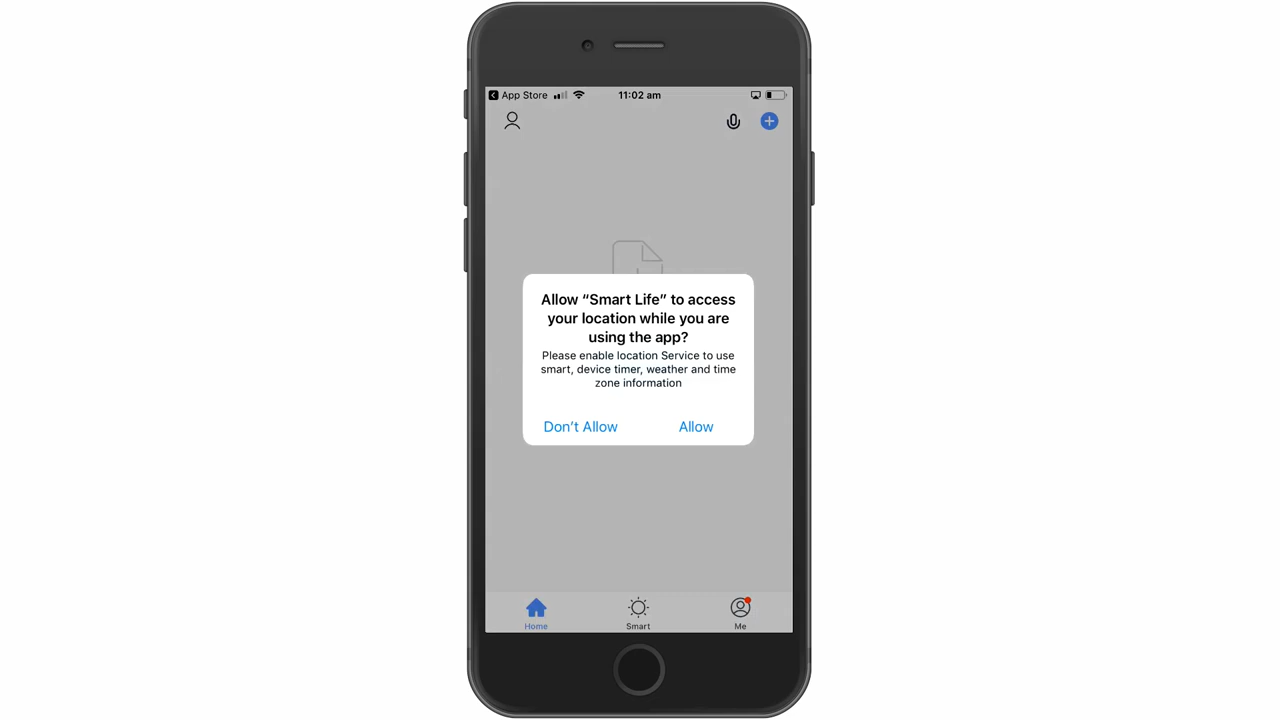 App Store 11:02 am
Allow “Smart Life” to access
your location while you are
using the app?
Please enable location Service to use
smart, device timer, weather and time
zone information
Don’t Allow Allow
Home Smart Me